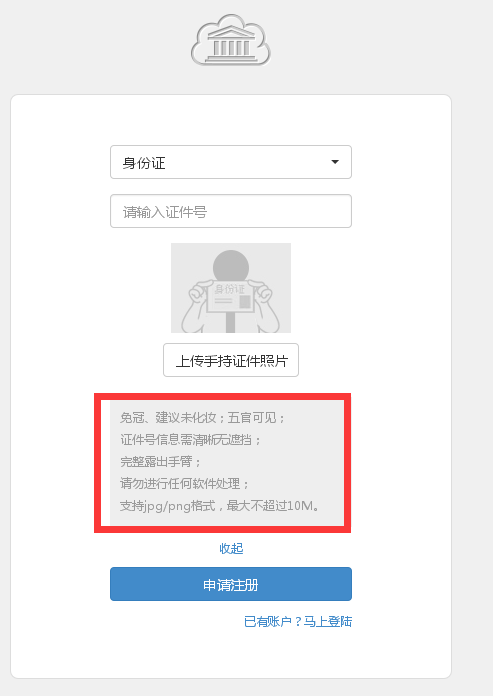 身份证
请输入证件号
身份证
上传手持证件照片
免冠、建议未化妆；五官可见；
证件号信息需清晰无遮挡；
完整露出手臂；
请勿进行任何软件处理；
支持jpg/png格式，最大不超过10M。
收起
申请注册
已有账户？马上登陆